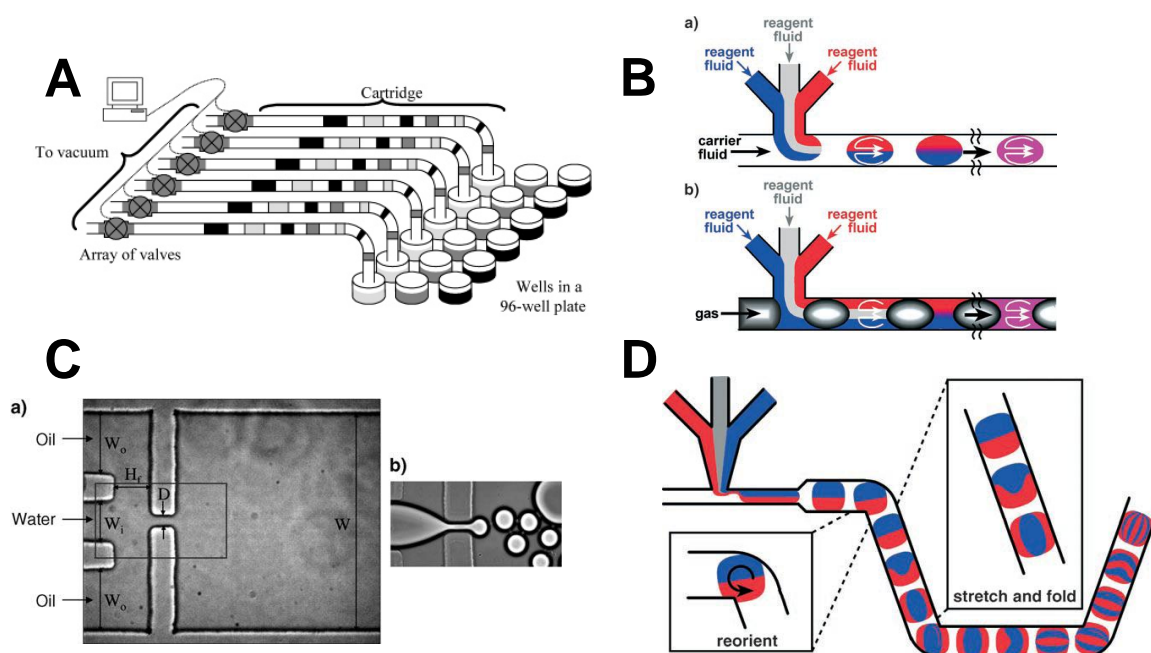 A
Cartridge
To vacuum
Array of valves
Wells in a
96-well plate
B
a)
reagent
fluid
reagent
fluid
reagent
fluid
carrier
fluid
b)
reagent
fluid
reagent
fluid
reagent
fluid
gas
C
a)
Oil
Wo
Hf
D
Water
Wi
W
Oil
Wo
b)
D
reorient
stretch and fold